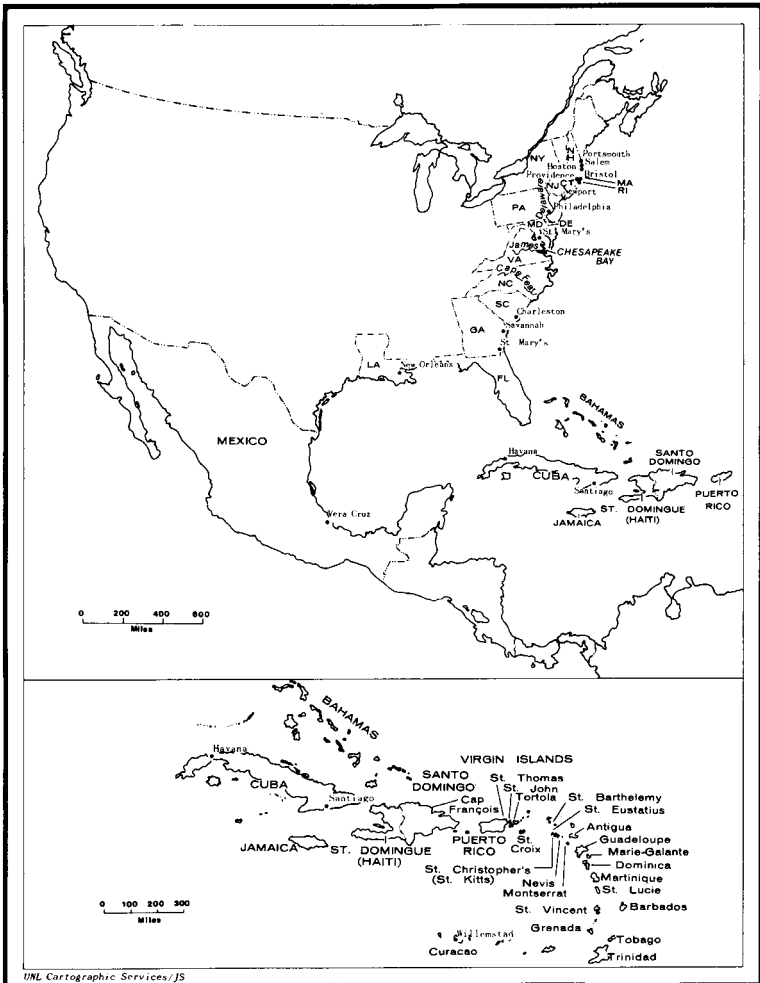 NY
NH
Portsmouth
Salem
Boston
Bristol
Providence
MA
RI
CT
NJ
Newport
PA
Delaware
Philadelphia
MD
DE
St Mary's
James
CHESAPEAKE
BAY
VA
Cape Fear
NC
SC
Charleston
GA
Savannah
St Mary's
LA
New Orleans
FL
BAHAMAS
MEXICO
Havana
CUBA
Santiago
SANTO
DOMINGO
PUERTO
RICO
ST. DOMINGUE
(HAITI)
JAMAICA
Vera Cruz
0 200 400 600
Miles
BAHAMAS
Havana
CUBA
Santiago
JAMAICA
SANTO
DOMINGO
Cap
François
ST. DOMINGUE
(HAITI)
PUERTO
RICO
VIRGIN ISLANDS
St. Thomas
St. John
Tortola
St. Croix
St. Barthelemy
St. Eustatius
Antigua
Guadeloupe
Marie-Galante
Dominica
St. Christopher's
(St. Kitts)
Nevis
Montserrat
Martinique
St. Lucie
St. Vincent
Barbados
Grenada
Tobago
Trinidad
Willemstad
Curacao
0 100 200 300
Miles
UNL Cartographic Services/JS